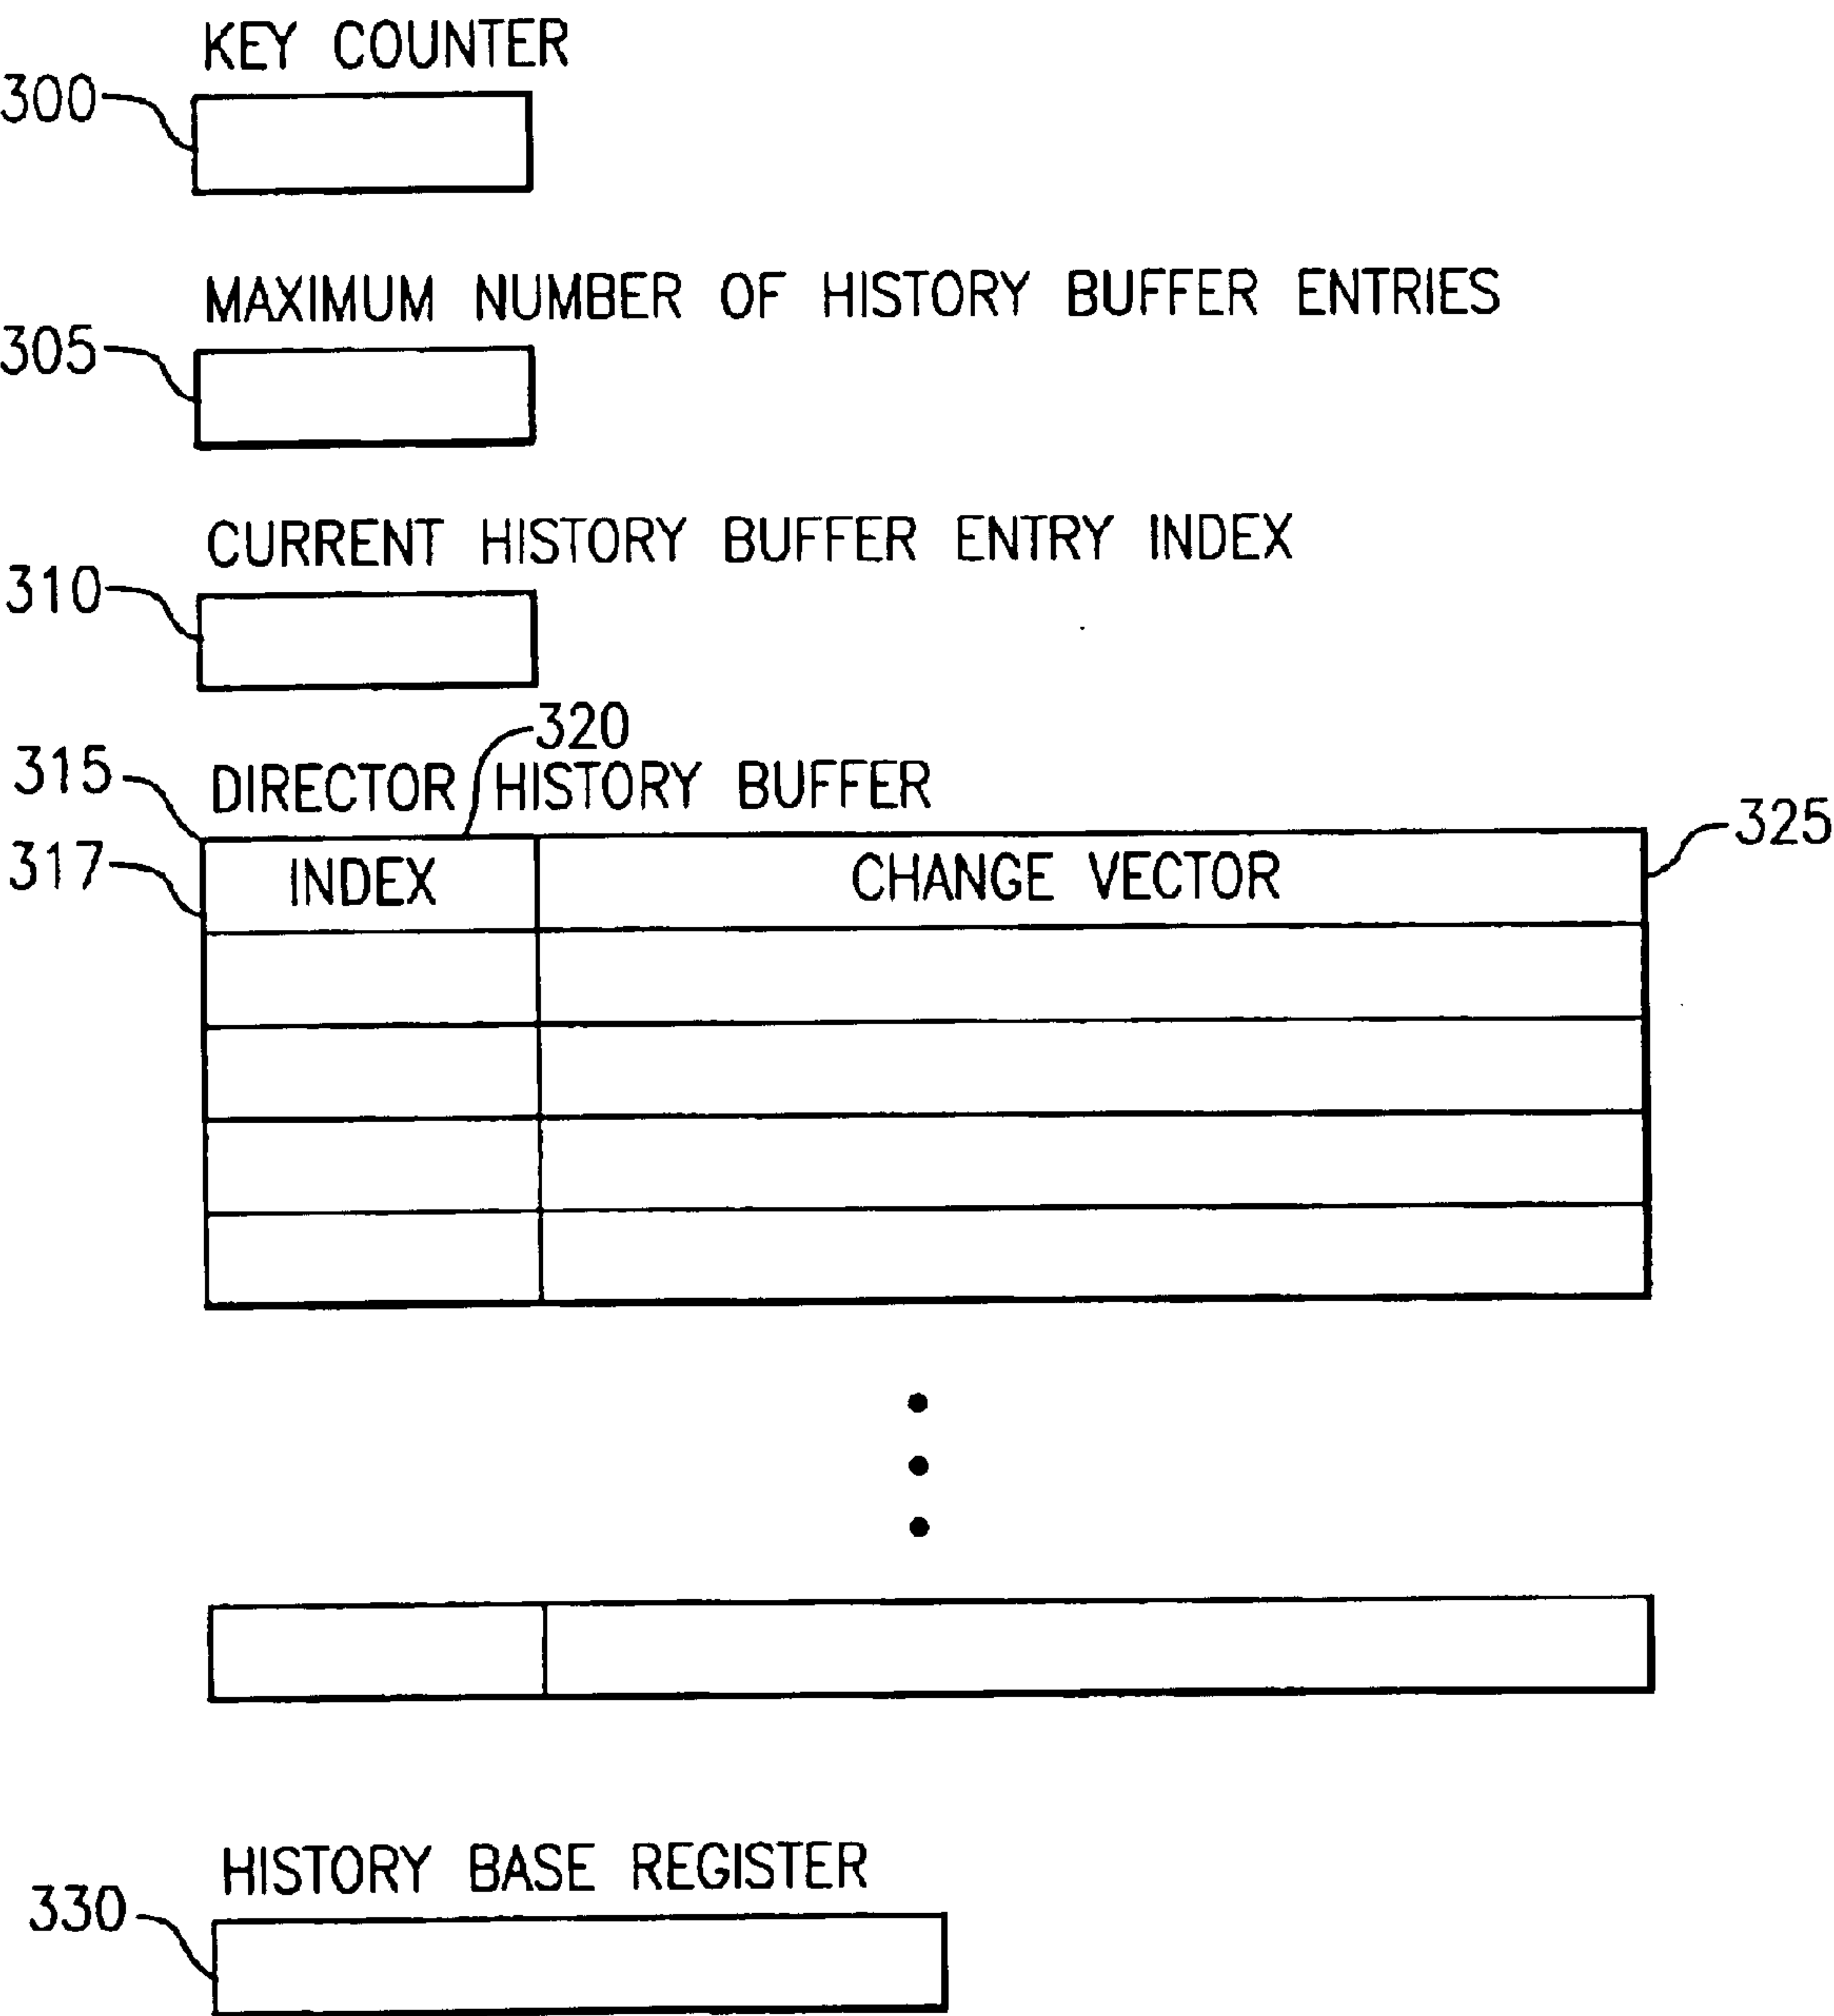 KEY COUNTER
300
MAXIMUM NUMBER OF HISTORY BUFFER ENTRIES
305
CURRENT HISTORY BUFFER ENTRY INDEX
310
320
315
DIRECTOR HISTORY BUFFER
325
317
INDEX CHANGE VECTOR
HISTORY BASE REGISTER
330